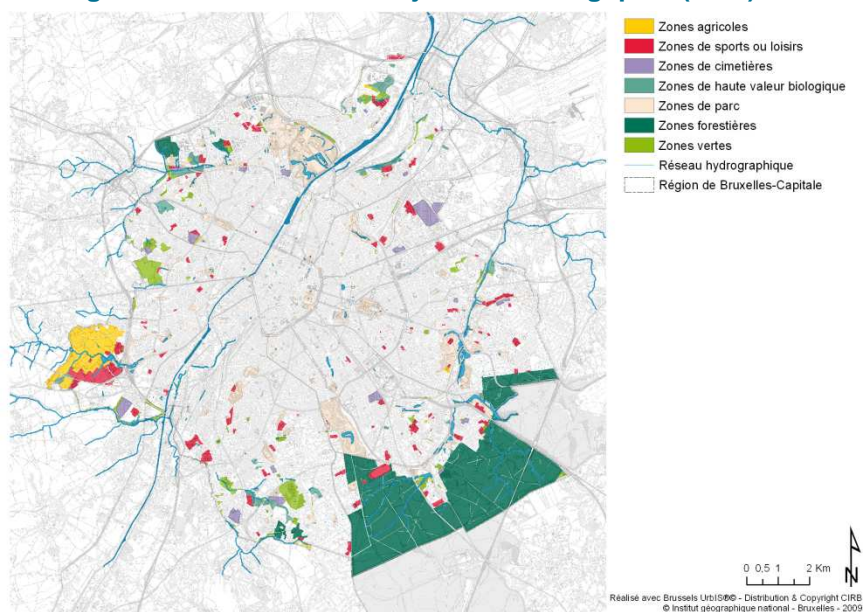 Zones agricoles
Zones de sports ou loisirs
Zones de cimetières
Zones de haute valeur biologique
Zones de parc
Zones forestières
Zones vertes
Réseau hydrographique
Région de Bruxelles-Capitale
0 0,5 1 2 Km
N
Réalisé avec Brussels UrbIS®© - Distribution & Copyright CIRB
© Institut géographique national - Bruxelles - 2009